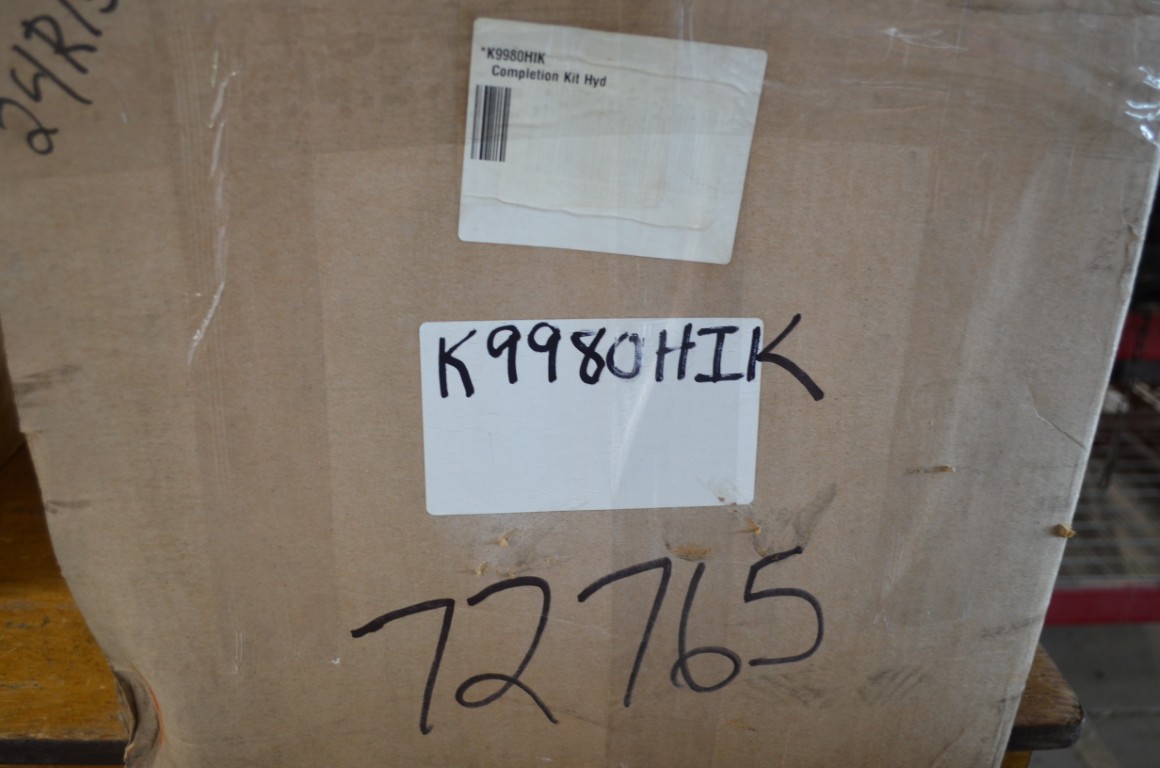 *K9980HIK
Completion Kit Hyd
K9980HIK
72765